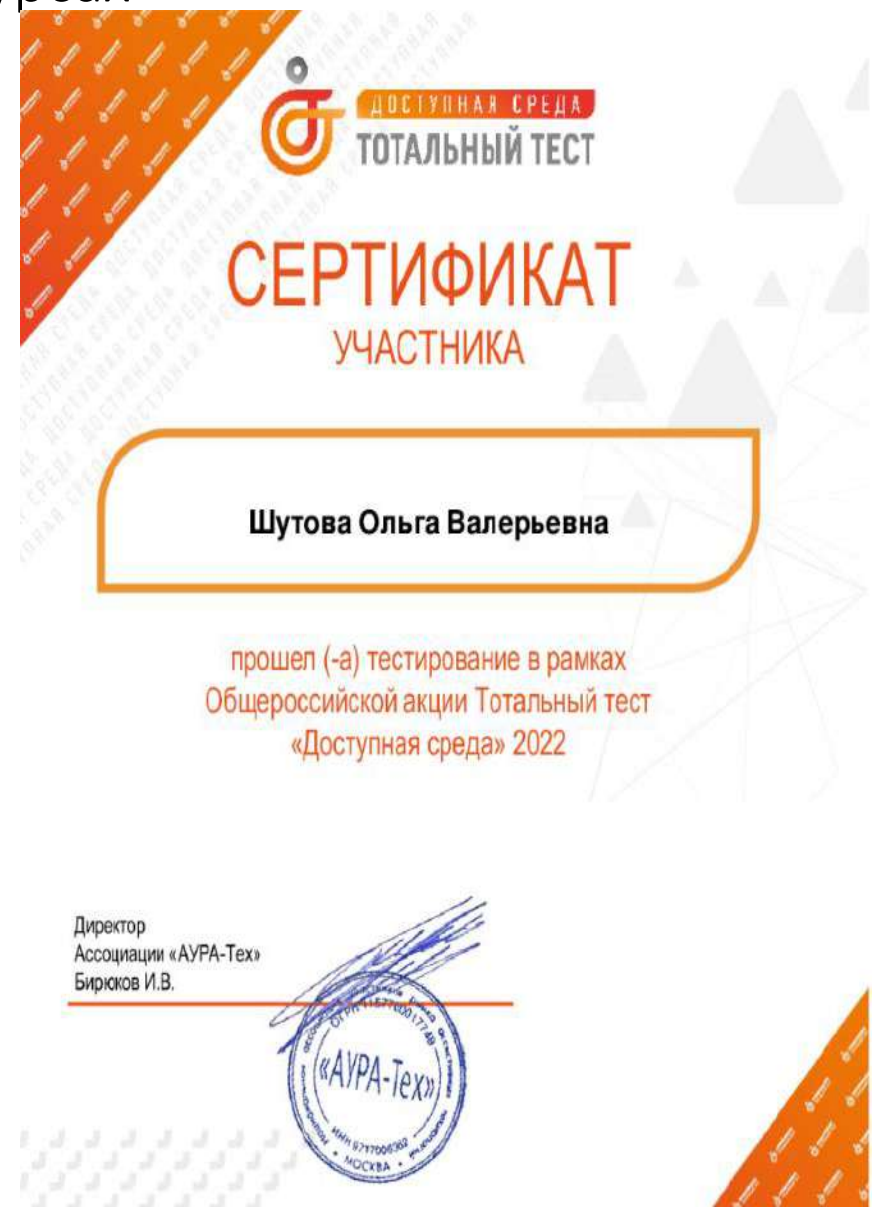 ДОСТУПНАЯ СРЕДА
ТОТАЛЬНЫЙ ТЕСТ
СЕРТИФИКАТ
УЧАСТНИКА
Шутова Ольга Валерьевна
прошел (-а) тестирование в рамках
Общероссийской акции Тотальный тест
«Доступная среда» 2022
Директор
Ассоциации «АУРА-Тех»
Бирюков И.В.
«АУРА-Тех»
МОСКВА